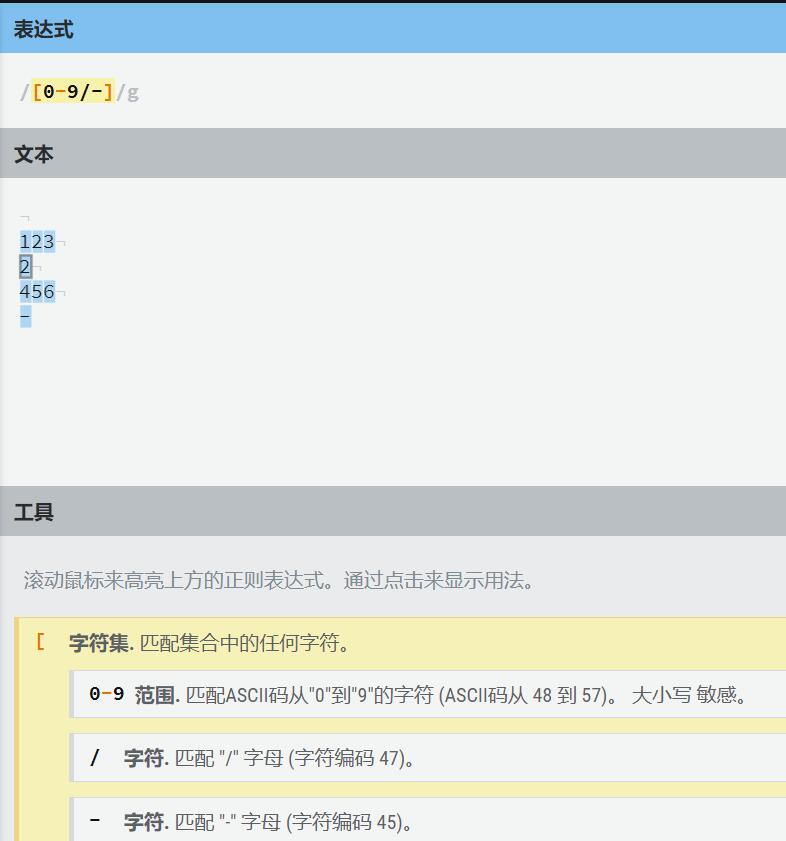 表达式
/[0-9/-]/g
文本
¬
123¬
2¬
456¬
-
工具
滚动鼠标来高亮上方的正则表达式。通过点击来显示用法。
[ 字符集. 匹配集合中的任何字符。
0-9 范围. 匹配ASCII码从"0"到"9"的字符 (ASCII码从 48 到 57)。 大小写 敏感。
/ 字符. 匹配 "/" 字母 (字符编码 47)。
- 字符. 匹配 "-" 字母 (字符编码 45)。